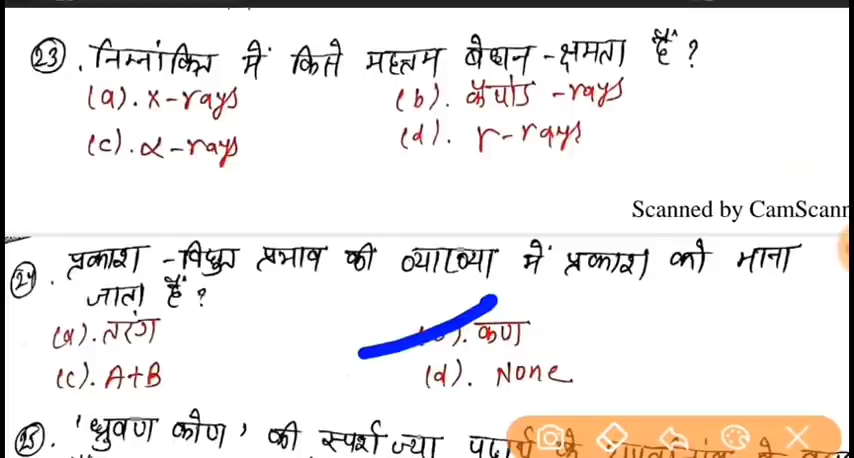 23. निम्नांकित में किसे महत्तम बेधन-क्षमता है ?
(a). x-rays (b). कैथोड -rays
(c). α-rays (d). r-rays
Scanned by CamScann
24. प्रकाश -विधुत प्रभाव की व्याख्या में प्रकाश को माना
जाता है ?
(a). तरंग (b). कण
(c). A+B (d). None
25. 'ध्रुवण कोण' की स्पर्शज्या पदार्थ के